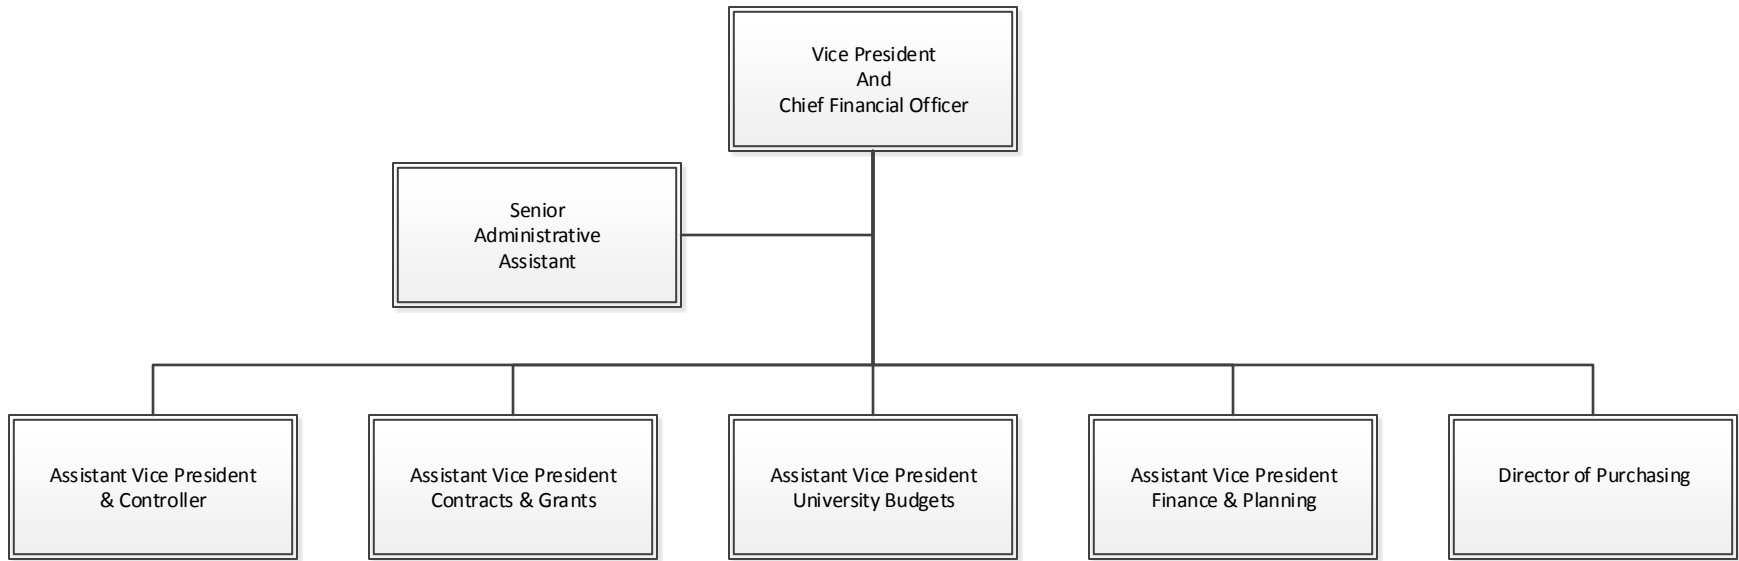 Vice President
And
Chief Financial Officer
Senior
Administrative
Assistant
Assistant Vice President
& Controller
Assistant Vice President
Contracts & Grants
Assistant Vice President
University Budgets
Assistant Vice President
Finance & Planning
Director of Purchasing